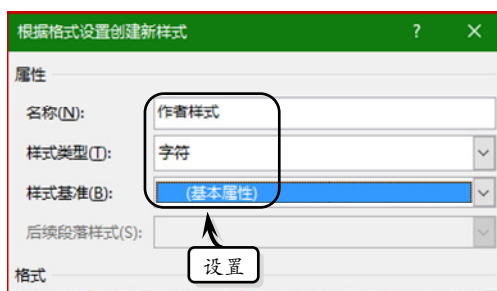 根据格式设置创建新样式 ? ×
属性
名称(N): 作者样式
样式类型(T): 字符
样式基准(B): (基本属性)
后续段落样式(S):
设置
格式